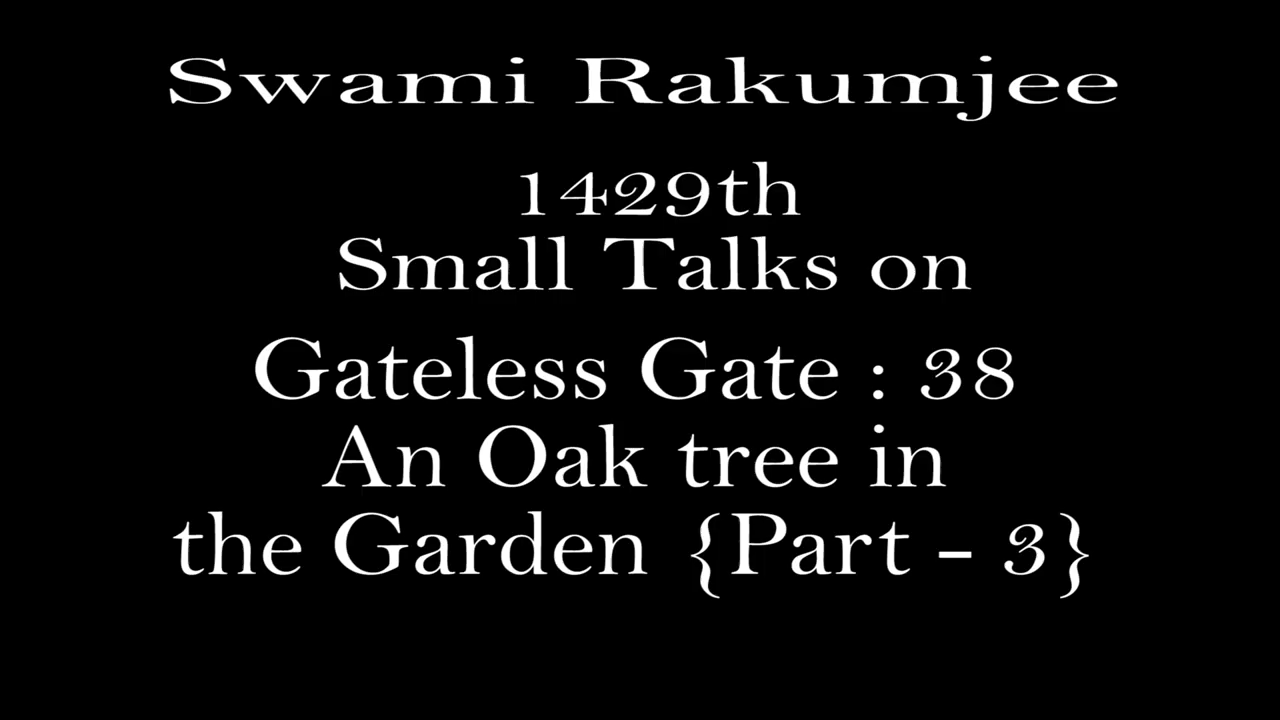 Swami Rakumjee
1429th
Small Talks on
Gateless Gate : 38
An Oak tree in
the Garden {Part - 3}